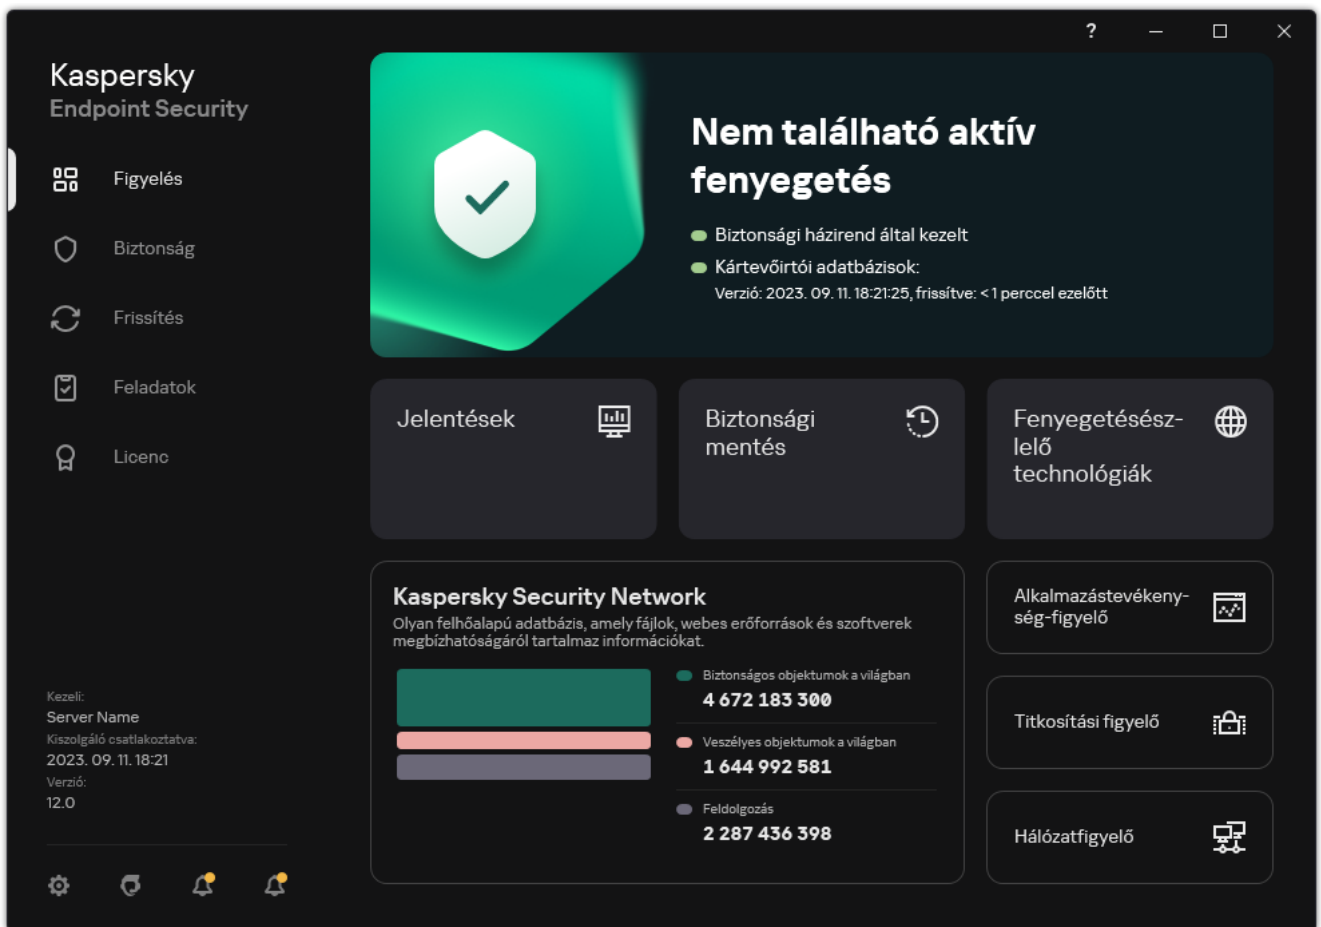 ?
Kaspersky
Endpoint Security
Figyelés
Biztonság
Frissítés
Feladatok
Licenc
Kezeli:
Server Name
Kiszolgáló csatlakoztatva:
2023. 09. 11. 18:21
Verzió:
12.0
Nem található aktív
fenyegetés
Biztonsági házirend által kezelt
Kártevőirtói adatbázisok:
Verzió: 2023. 09. 11. 18:21:25, frissítve: < 1 perccel ezelőtt
Jelentések
Biztonsági
mentés
Fenyegetésész-
lelő
technológiák
Kaspersky Security Network
Olyan felhőalapú adatbázis, amely fájlok, webes erőforrások és szoftverek
megbízhatóságáról tartalmaz információkat.
Biztonságos objektumok a világban
4 672 183 300
Veszélyes objektumok a világban
1 644 992 581
Feldolgozás
2 287 436 398
Alkalmazástevékeny-
ség-figyelő
Titkosítási figyelő
Hálózatfigyelő